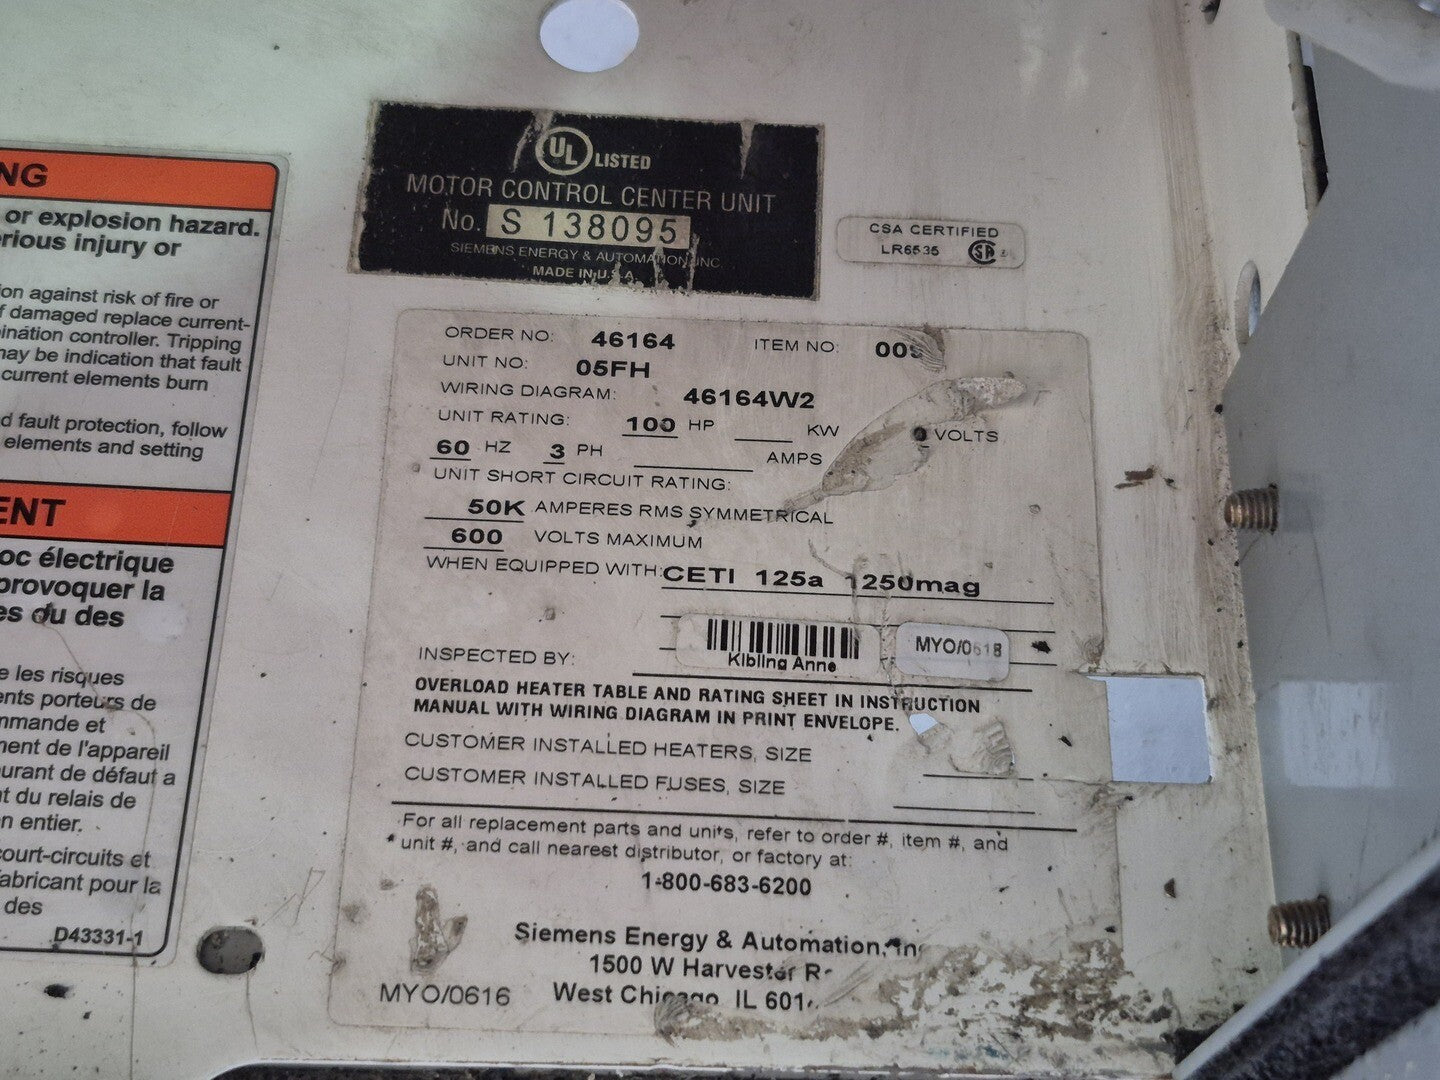 NG
or explosion hazard.
erious injury or
ion against risk of fire or
f damaged replace current-
ination controller. Tripping
may be indication that fault
current elements burn
d fault protection, follow
elements and setting
ENT
oc électrique
provoquer la
es ou des
e les risques
ents porteurs de
mmande et
ment de l'appareil
urant de défaut a
t du relais de
n entier.
court-circuits et
fabricant pour la
des
D43331-1
UL LISTED
MOTOR CONTROL CENTER UNIT
No. S 138095
SIEMENS ENERGY & AUTOMATION, INC.
MADE IN U.S.A.
CSA CERTIFIED
LR6535
ORDER NO: 46164 ITEM NO: 009
UNIT NO: 05FH
WIRING DIAGRAM: 46164W2
UNIT RATING: 100 HP KW VOLTS
60 HZ 3 PH AMPS
UNIT SHORT CIRCUIT RATING:
50K AMPERES RMS SYMMETRICAL
600 VOLTS MAXIMUM
WHEN EQUIPPED WITH: CETI 125a 1250mag
Kibling Anne
MYO/0618
INSPECTED BY:
OVERLOAD HEATER TABLE AND RATING SHEET IN INSTRUCTION
MANUAL WITH WIRING DIAGRAM IN PRINT ENVELOPE.
CUSTOMER INSTALLED HEATERS, SIZE
CUSTOMER INSTALLED FUSES, SIZE
For all replacement parts and units, refer to order #, item #, and
unit #, and call nearest distributor, or factory at:
1-800-683-6200
Siemens Energy & Automation, In
1500 W Harvester R
MYO/0616 West Chicago IL 601